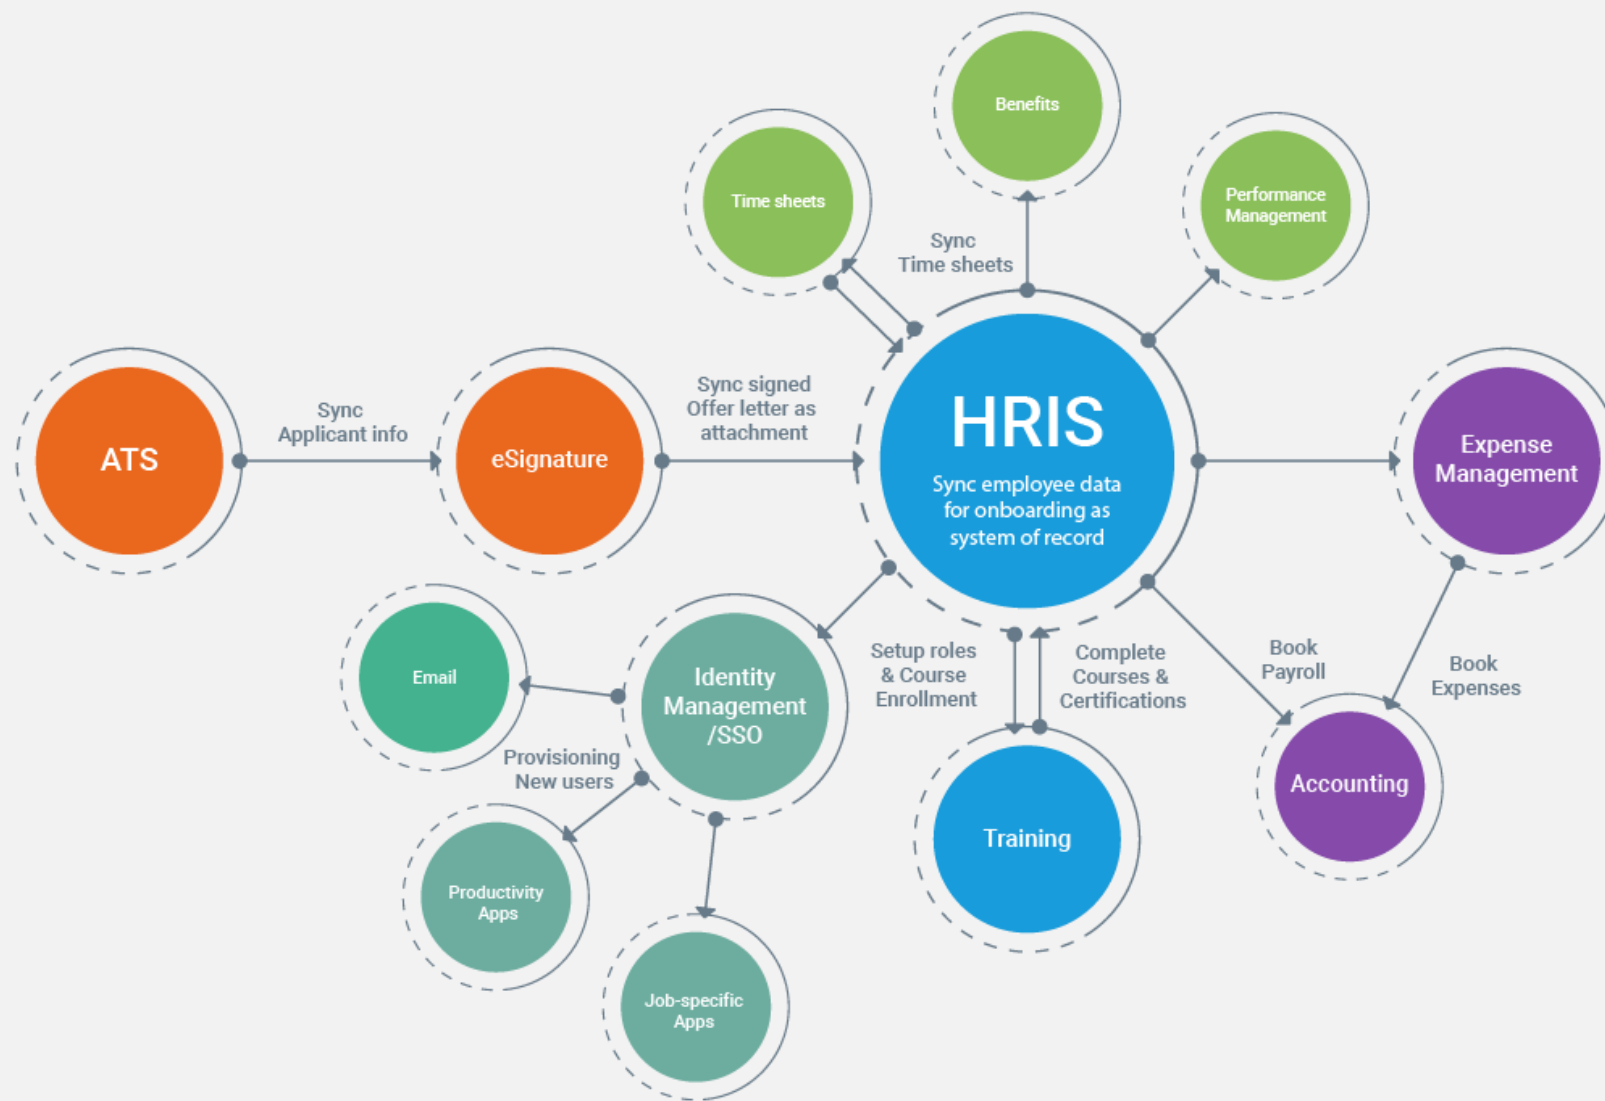 Benefits
Time sheets
Performance
Management
Sync
Time sheets
ATS
Sync
Applicant info
eSignature
Sync signed
Offer letter as
attachment
HRIS
Sync employee data
for onboarding as
system of record
Expense
Management
Email
Identity
Management
/SSO
Setup roles
& Course
Enrollment
Complete
Courses &
Certifications
Book
Payroll
Book
Expenses
Provisioning
New users
Accounting
Training
Productivity
Apps
Job-specific
Apps